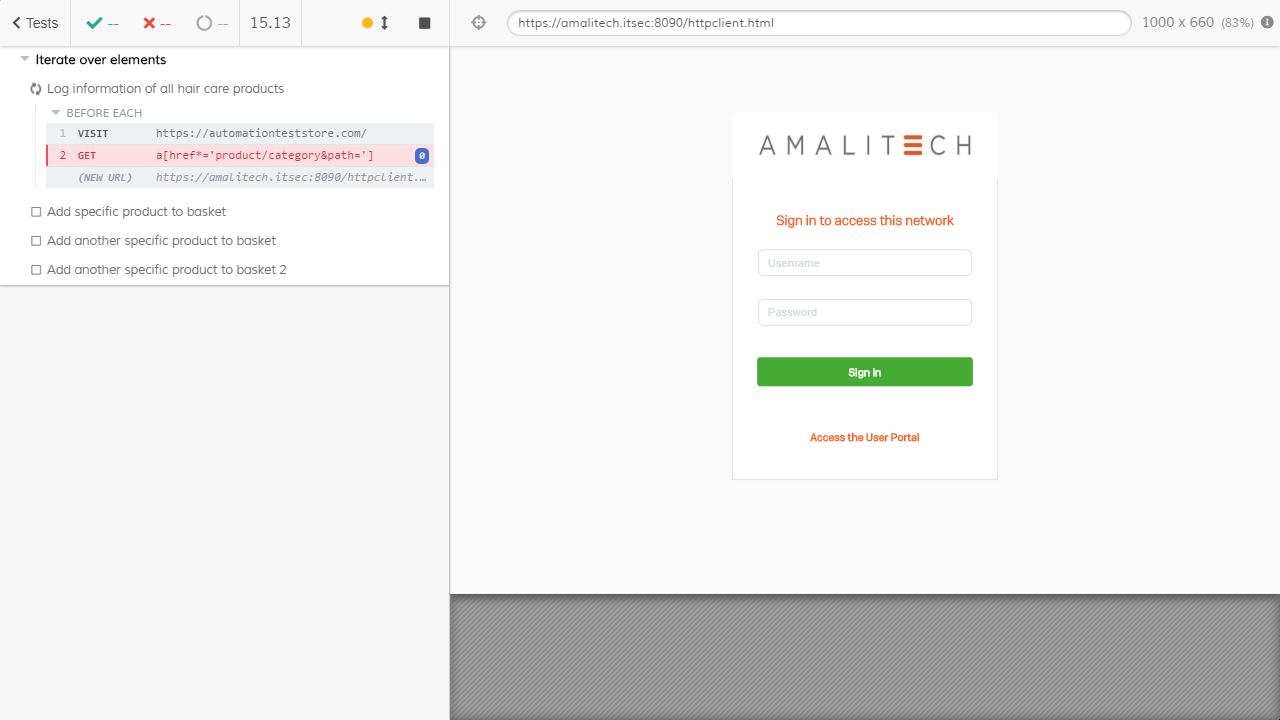 Tests
--
--
--
15.13
https://amalitech.itsec:8090/httpclient.html
1000 x 660 (83%)
Iterate over elements
Log information of all hair care products
BEFORE EACH
1 VISIT https://automationteststore.com/
2 GET a[href*='product/category&path='] 0
(NEW URL) https://amalitech.itsec:8090/httpclient.…
Add specific product to basket
Add another specific product to basket
Add another specific product to basket 2
AMALITECH
Sign in to access this network
Username
Password
Sign in
Access the User Portal